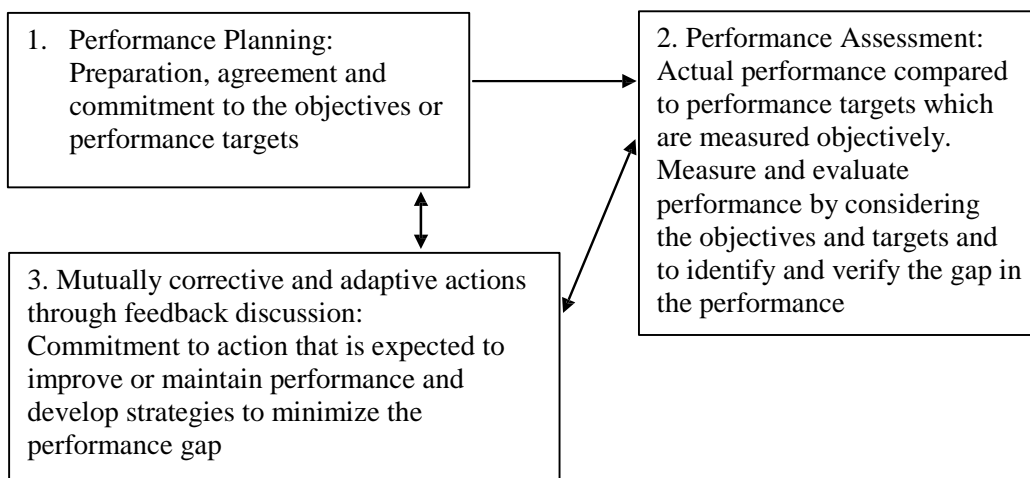 1. Performance Planning:
Preparation, agreement and
commitment to the objectives or
performance targets
2. Performance Assessment:
Actual performance compared
to performance targets which
are measured objectively.
Measure and evaluate
performance by considering
the objectives and targets and
to identify and verify the gap in
the performance
3. Mutually corrective and adaptive actions
through feedback discussion:
Commitment to action that is expected to
improve or maintain performance and
develop strategies to minimize the
performance gap